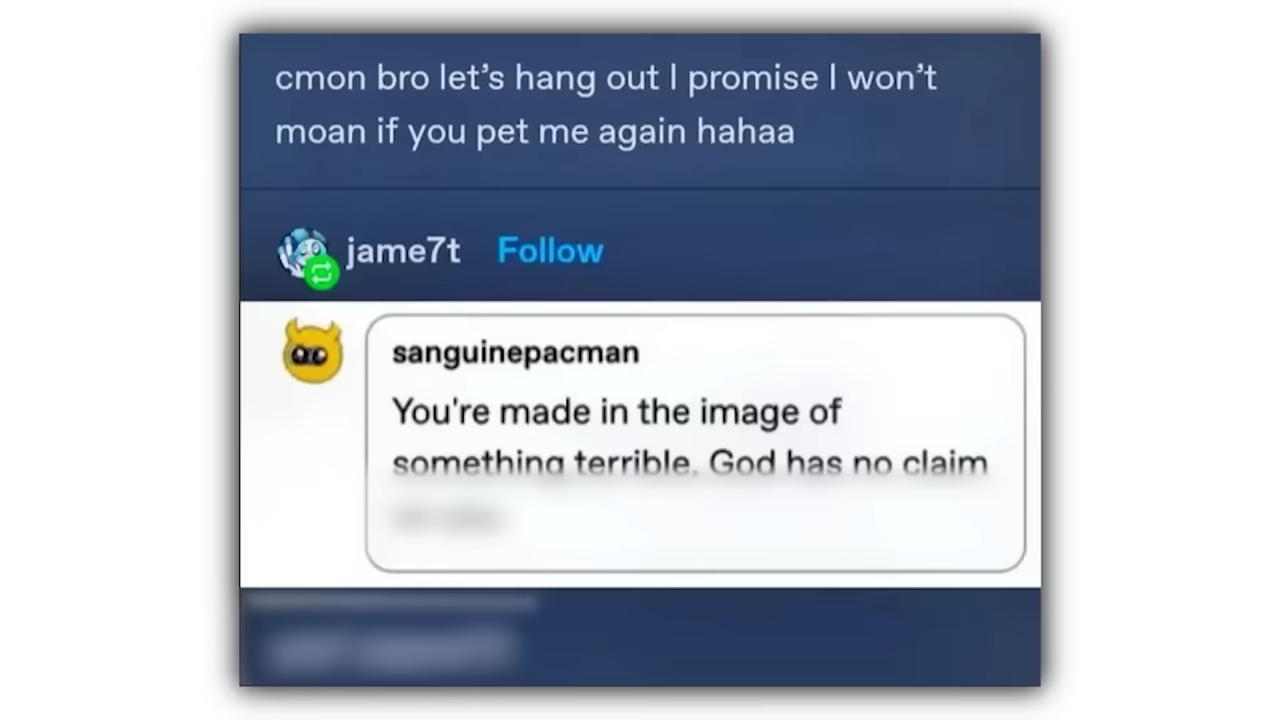 cmon bro let’s hang out I promise I won’t
moan if you pet me again hahaa
jame7t Follow
sanguinepacman
You're made in the image of
something terrible. God has no claim